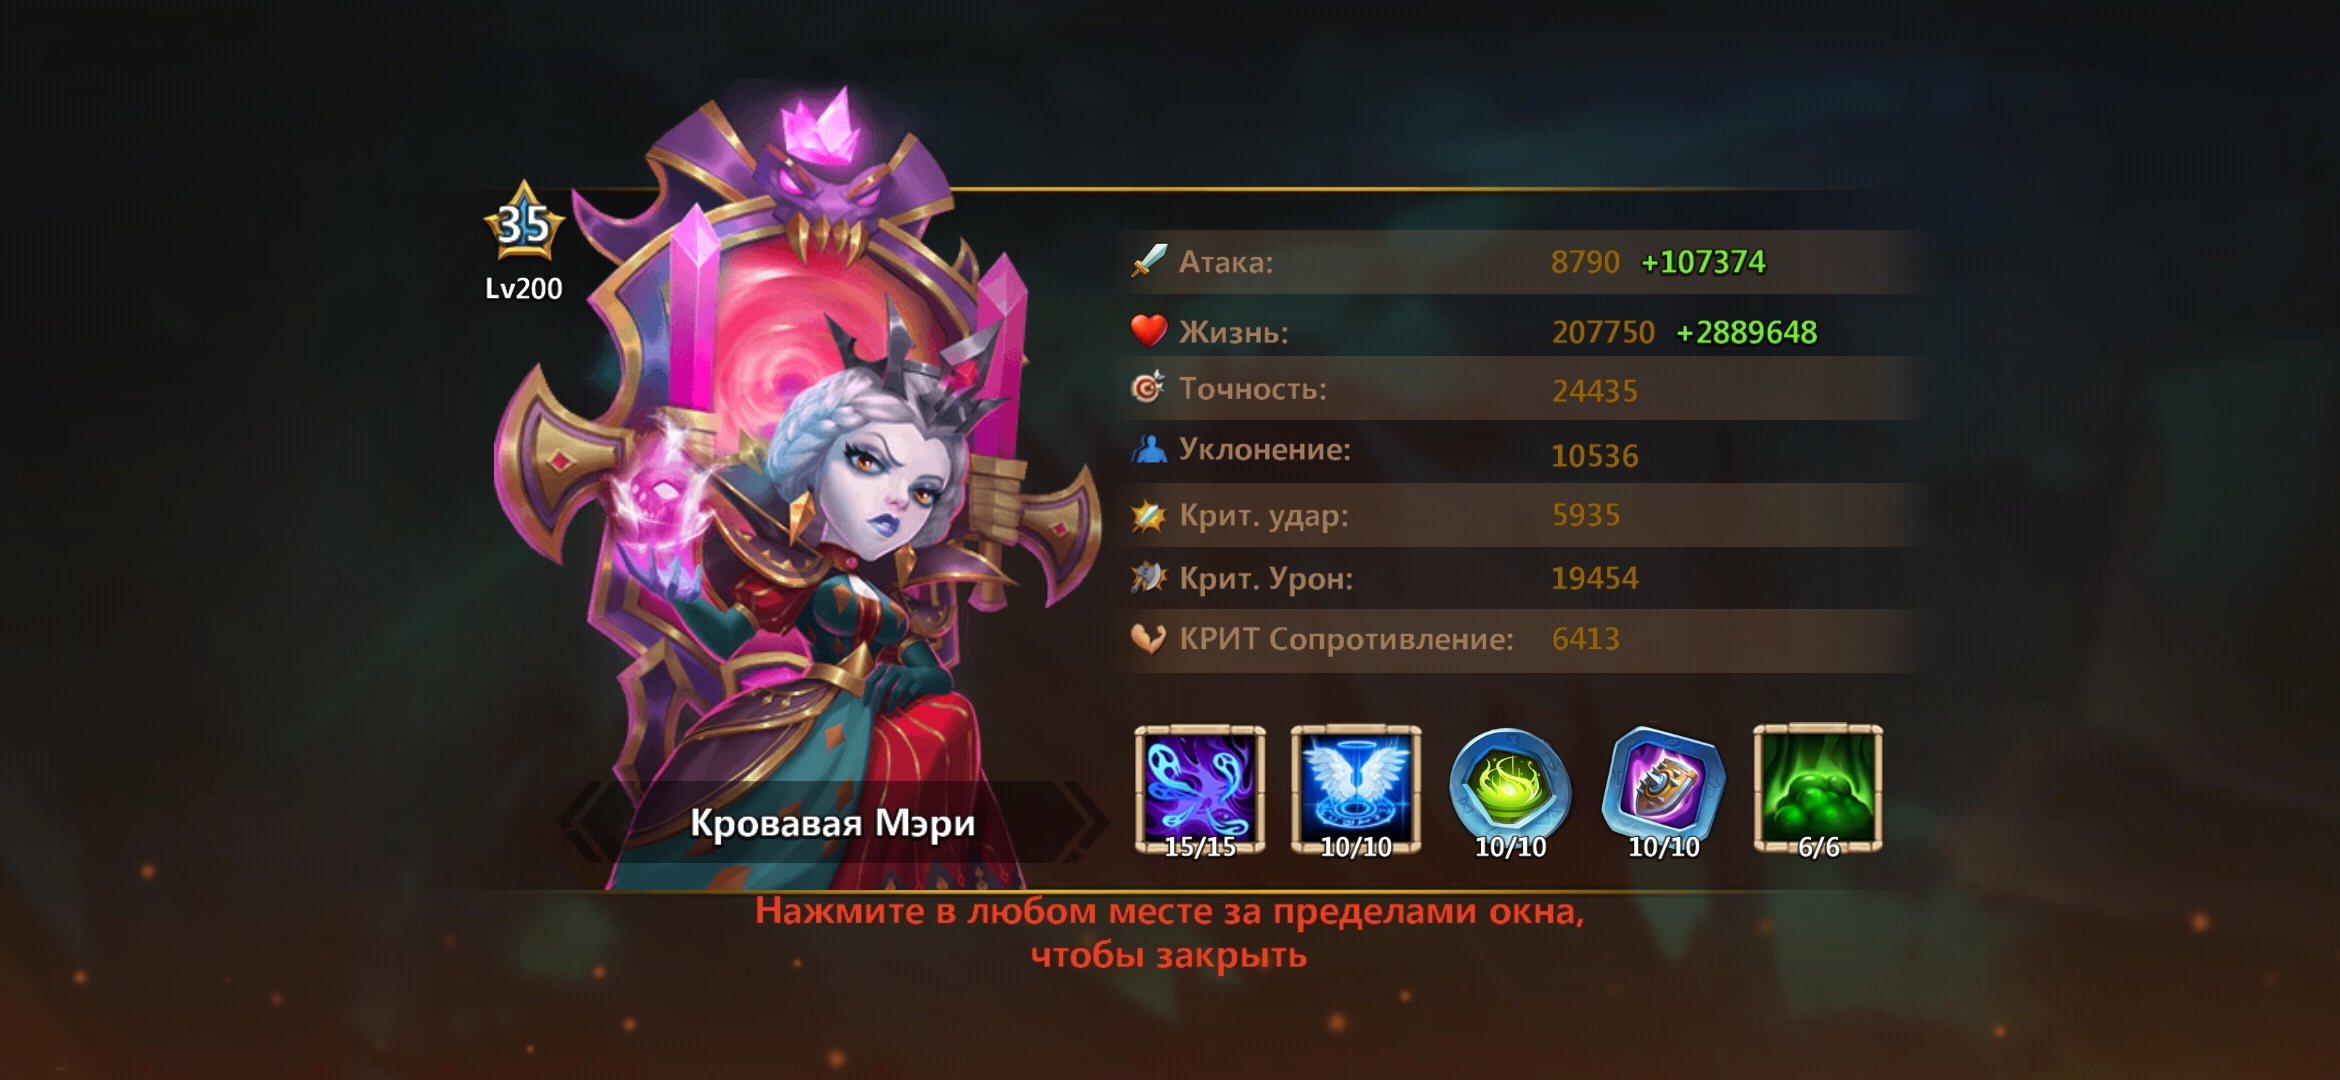 35
Lv200
Атака: 8790 +107374
Жизнь: 207750 +2889648
Точность: 24435
Уклонение: 10536
Крит. удар: 5935
Крит. Урон: 19454
КРИТ Сопротивление: 6413
Кровавая Мэри
15/15 10/10 10/10 10/10 6/6
Нажмите в любом месте за пределами окна,
чтобы закрыть